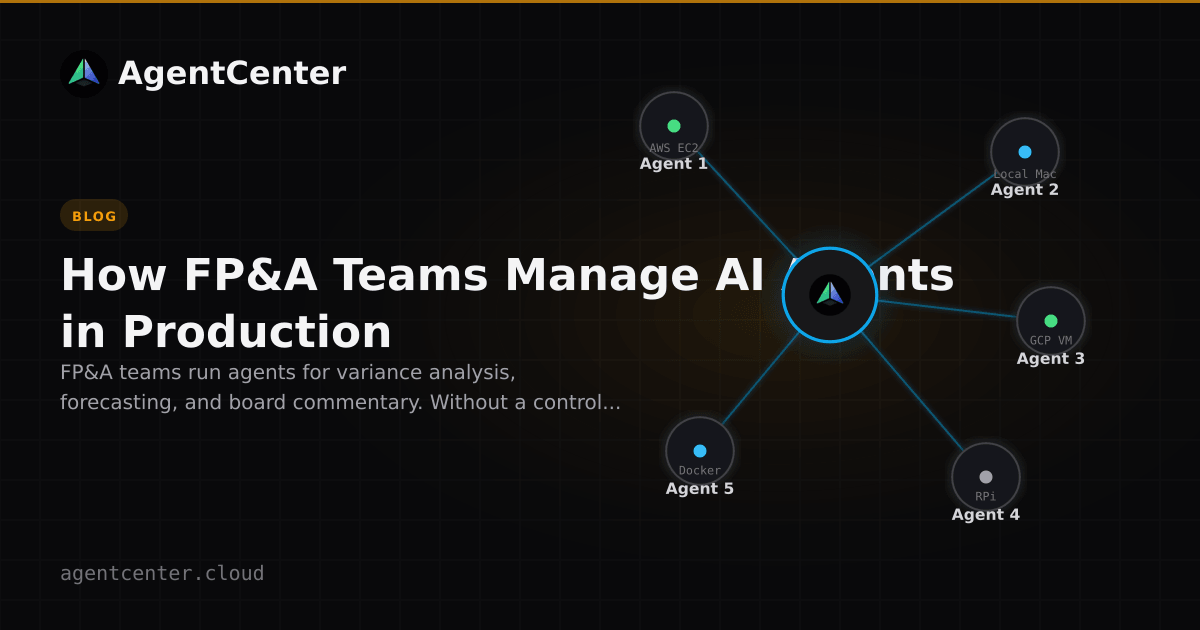 AgentCenter
BLOG
How FP&A Teams Manage AI
in Production
FP&A teams run agents for variance analysis,
forecasting, and board commentary. Without a control...
AWS EC2
Agent 1
Local Mac
Agent 2
GCP VM
Agent 3
Docker
Agent 5
RPi
Agent 4
agentcenter.cloud